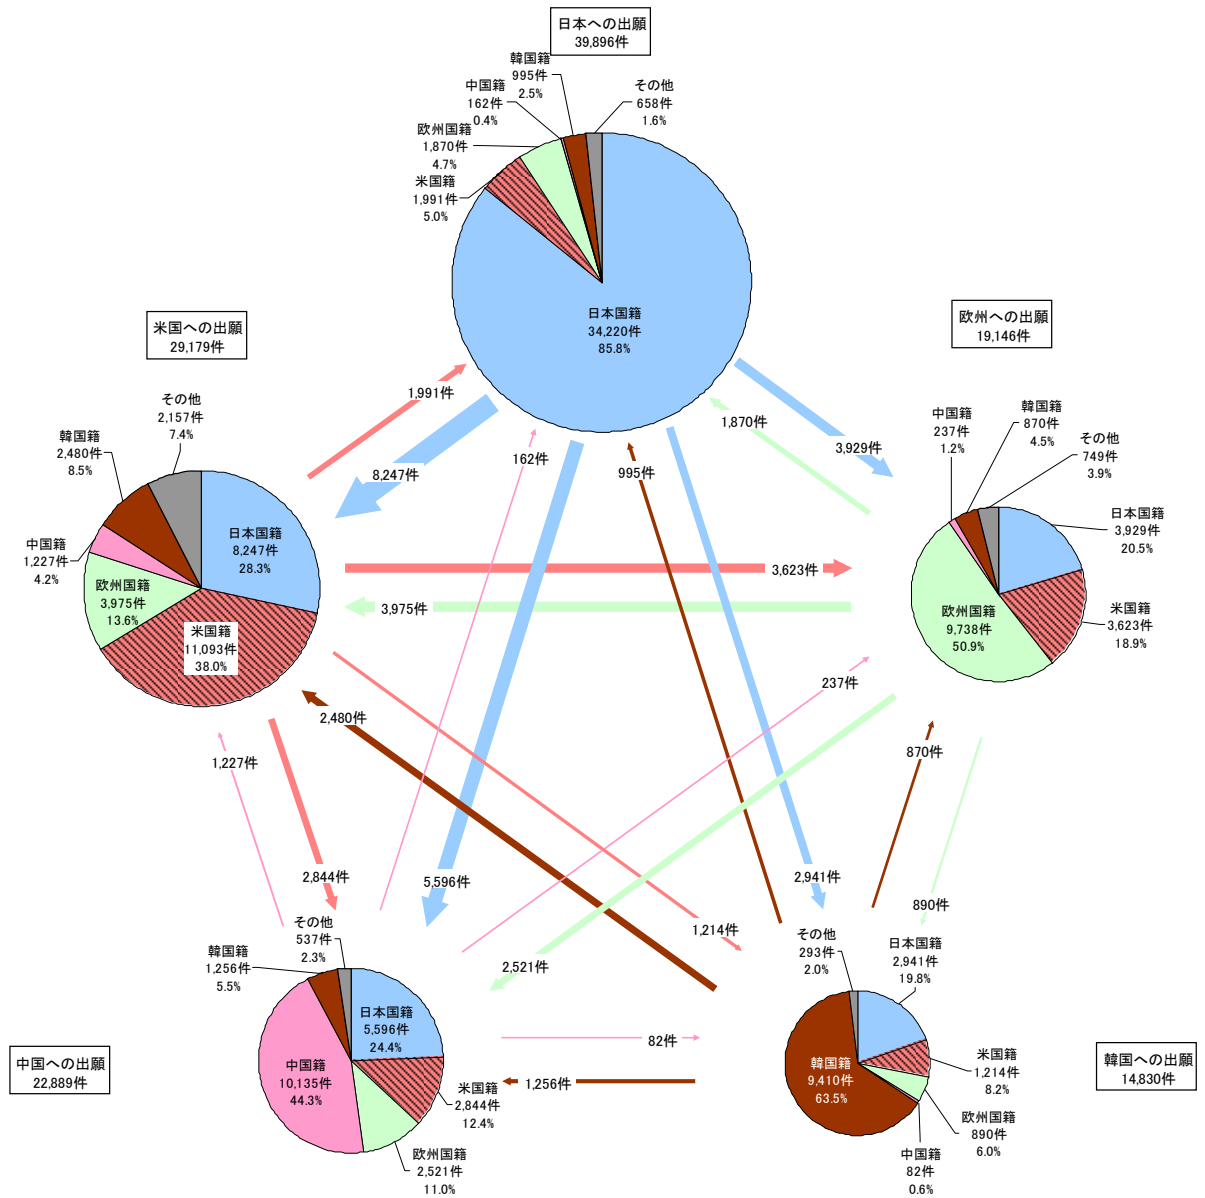 日本への出願
39,896件
韓国籍
995件
2.5%
中国籍
162件
0.4%
その他
658件
1.6%
欧州国籍
1,870件
4.7%
米国籍
1,991件
5.0%
日本国籍
34,220件
85.8%
米国への出願
29,179件
欧州への出願
19,146件
その他
2,157件
7.4%
韓国籍
2,480件
8.5%
中国籍
1,227件
4.2%
欧州国籍
3,975件
13.6%
日本国籍
8,247件
28.3%
米国籍
11,093件
38.0%
中国籍
237件
1.2%
韓国籍
870件
4.5%
その他
749件
3.9%
日本国籍
3,929件
20.5%
米国籍
3,623件
18.9%
欧州国籍
9,738件
50.9%
1,991件
8,247件
162件
995件
1,870件
3,929件
3,623件
3,975件
237件
2,480件
1,227件
870件
2,844件
5,596件
2,941件
890件
1,214件
2,521件
82件
1,256件
中国への出願
22,889件
その他
537件
2.3%
韓国籍
1,256件
5.5%
日本国籍
5,596件
24.4%
中国籍
10,135件
44.3%
米国籍
2,844件
12.4%
欧州国籍
2,521件
11.0%
韓国への出願
14,830件
その他
293件
2.0%
日本国籍
2,941件
19.8%
韓国籍
9,410件
63.5%
米国籍
1,214件
8.2%
欧州国籍
890件
6.0%
中国籍
82件
0.6%